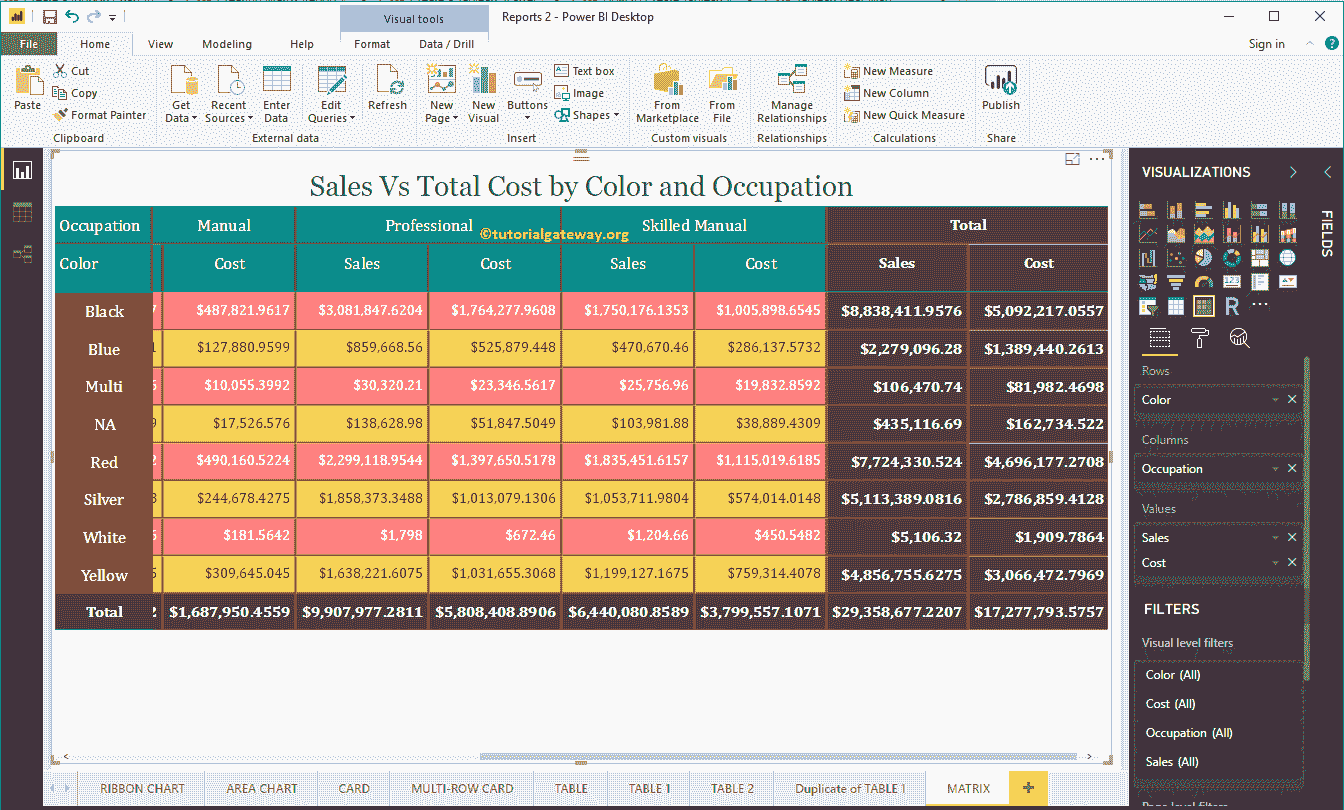 Visual tools
Reports 2 - Power BI Desktop
File
Home
View
Modeling
Help
Format
Data / Drill
Sign in
?
Paste
Cut
Copy
Format Painter
Clipboard
Get Data
Recent Sources
Enter Data
Edit Queries
External data
Refresh
New Page
New Visual
Buttons
Text box
Image
Shapes
Insert
From Marketplace
From File
Custom visuals
Manage Relationships
Relationships
New Measure
New Column
New Quick Measure
Calculations
Publish
Share
Sales Vs Total Cost by Color and Occupation
Occupation Manual Professional Skilled Manual Total
©tutorialgateway.org
Color Cost Sales Cost Sales Cost Sales Cost
Black 7 $487,821.9617 $3,081,847.6204 $1,764,277.9608 $1,750,176.1353 $1,005,898.6545 $8,838,411.9576 $5,092,217.0557
Blue 1 $127,880.9599 $859,668.56 $525,879.448 $470,670.46 $286,137.5732 $2,279,096.28 $1,389,440.2613
Multi 6 $10,055.3992 $30,320.21 $23,346.5617 $25,756.96 $19,832.8592 $106,470.74 $81,982.4698
NA 9 $17,526.576 $138,628.98 $51,847.5049 $103,981.88 $38,889.4309 $435,116.69 $162,734.522
Red 2 $490,160.5224 $2,299,118.9544 $1,397,650.5178 $1,835,451.6157 $1,115,019.6185 $7,724,330.524 $4,696,177.2708
Silver 8 $244,678.4275 $1,858,373.3488 $1,013,079.1306 $1,053,711.9804 $574,014.0148 $5,113,389.0816 $2,786,859.4128
White 6 $181.5642 $1,798 $672.46 $1,204.66 $450.5482 $5,106.32 $1,909.7864
Yellow 5 $309,645.045 $1,638,221.6075 $1,031,655.3068 $1,199,127.1675 $759,314.4078 $4,856,755.6275 $3,066,472.7969
Total 2 $1,687,950.4559 $9,907,977.2811 $5,808,408.8906 $6,440,080.8589 $3,799,557.1071 $29,358,677.2207 $17,277,793.5757
VISUALIZATIONS
FIELDS
123
R
Rows
Color
Columns
Occupation
Values
Sales
Cost
FILTERS
Visual level filters
Color (All)
Cost (All)
Occupation (All)
Sales (All)
Page level filters
RIBBON CHART
AREA CHART
CARD
MULTI-ROW CARD
TABLE
TABLE 1
TABLE 2
Duplicate of TABLE 1
MATRIX
+